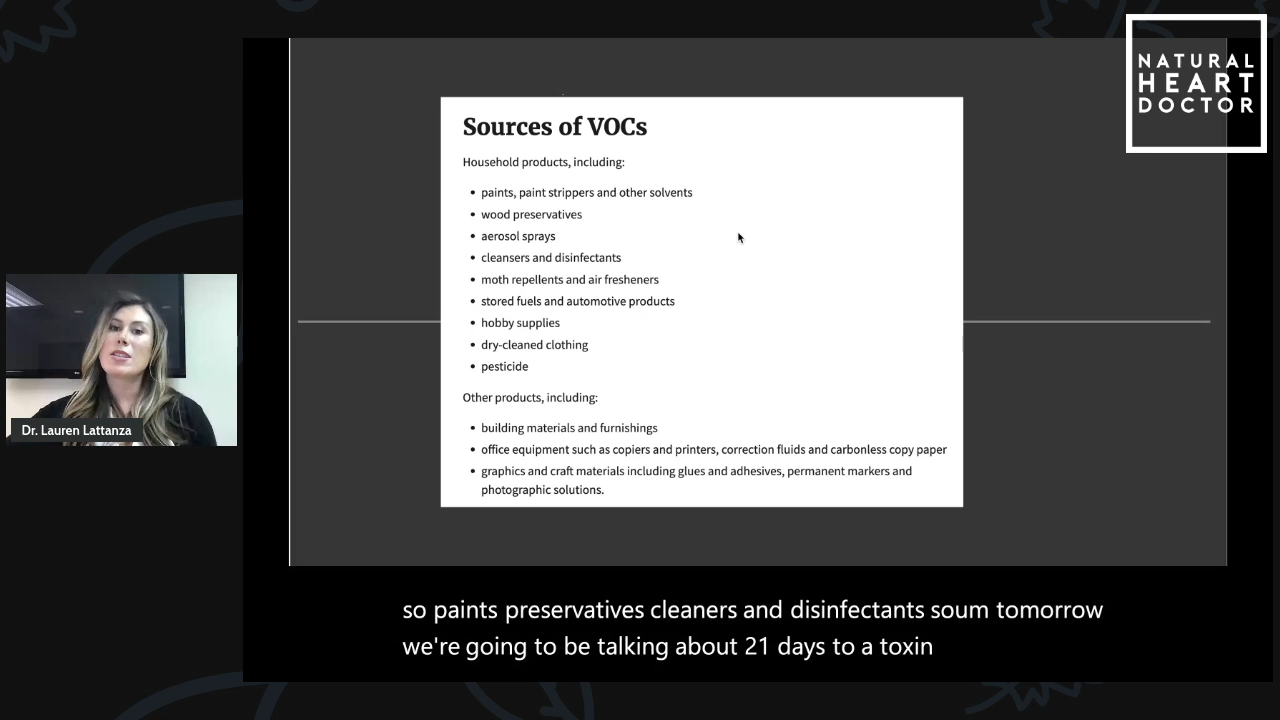 NATURAL
HEART
DOCTOR
Sources of VOCs
Household products, including:
• paints, paint strippers and other solvents
• wood preservatives
• aerosol sprays
• cleansers and disinfectants
• moth repellents and air fresheners
• stored fuels and automotive products
• hobby supplies
• dry-cleaned clothing
• pesticide
Other products, including:
• building materials and furnishings
• office equipment such as copiers and printers, correction fluids and carbonless copy paper
• graphics and craft materials including glues and adhesives, permanent markers and
photographic solutions.
Dr. Lauren Lattanza
so paints preservatives cleaners and disinfectants soum tomorrow
we're going to be talking about 21 days to a toxin